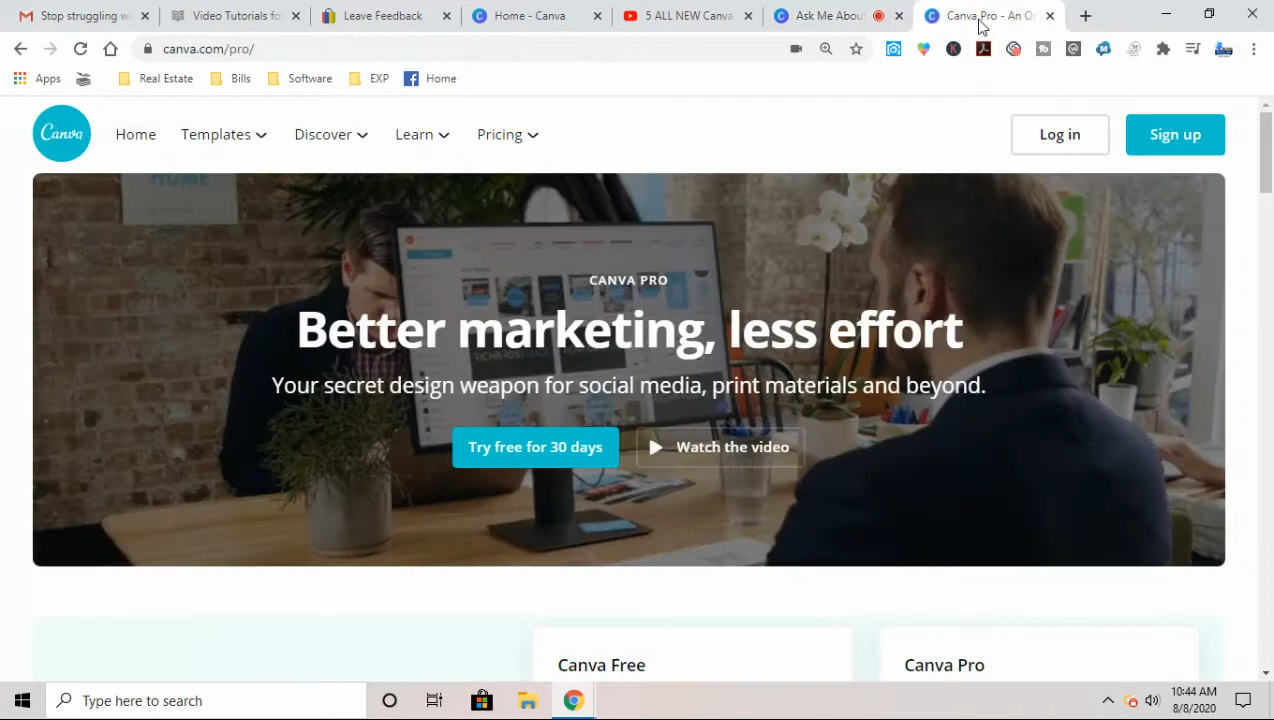 Stop struggling we
Video Tutorials fo
Leave Feedback
Home - Canva
5 ALL NEW Canva
Ask Me Abou
Canva Pro - An On
canva.com/pro/
Apps
Real Estate
Bills
Software
EXP
Home
Canva
Home
Templates
Discover
Learn
Pricing
Log in
Sign up
HOME
CANVA PRO
Better marketing, less effort
Your secret design weapon for social media, print materials and beyond.
Try free for 30 days
Watch the video
Canva Free
Canva Pro
Type here to search
10:44 AM
8/8/2020